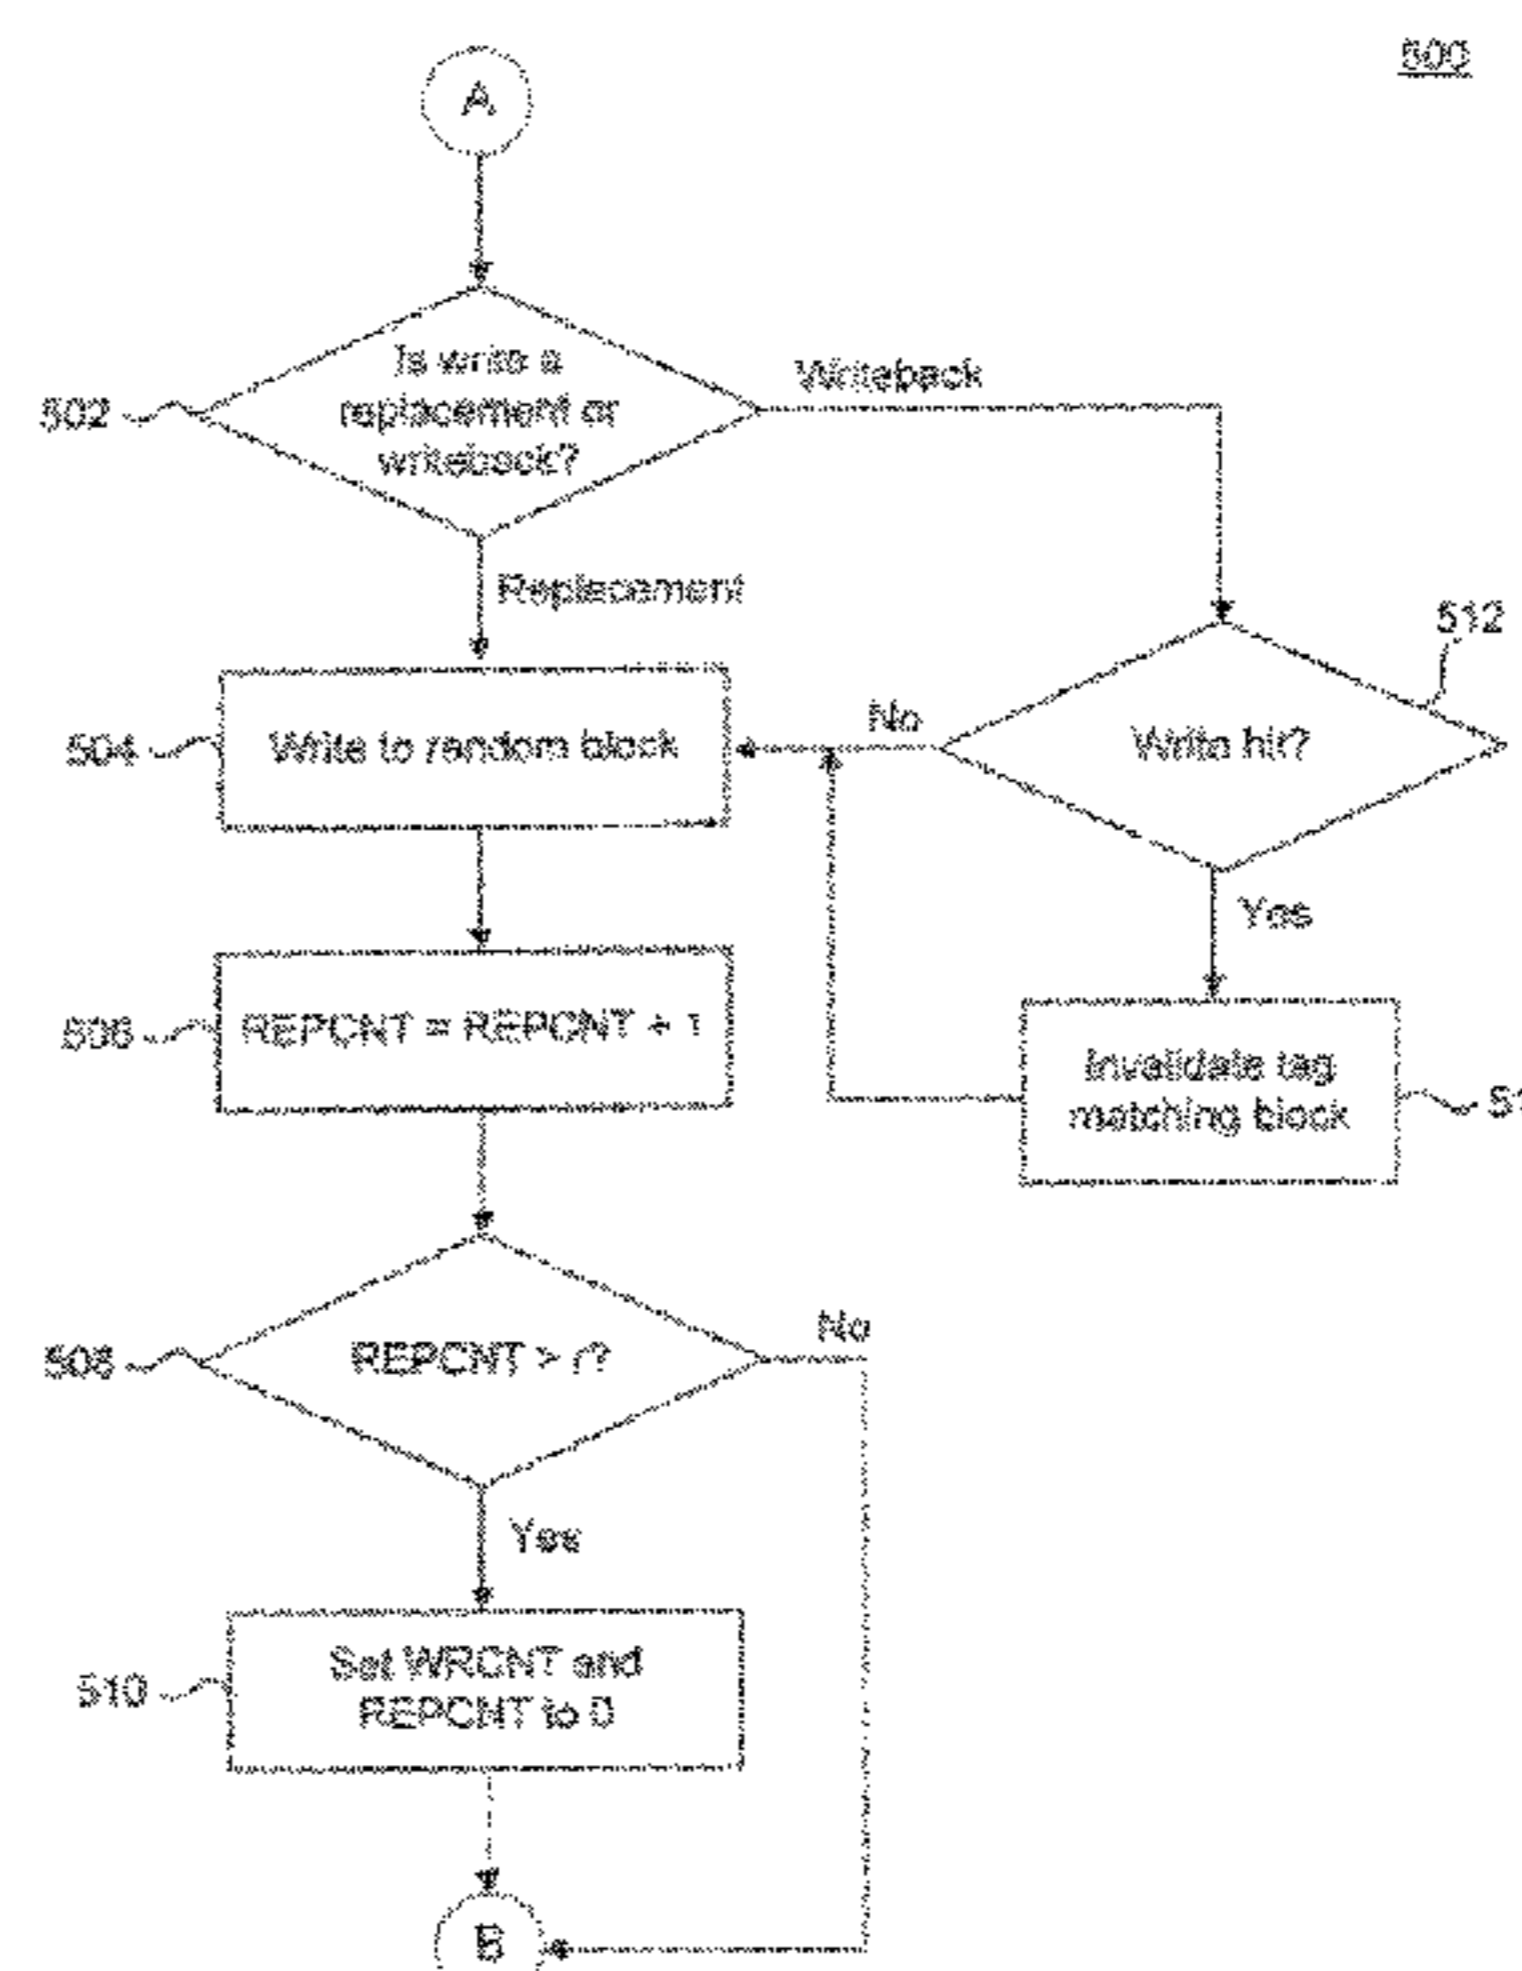 500
A
Is write a
replacement or
writeback?
502
Writeback
Replacement
512
Write hit?
No
504
Write to random block
Yes
506
REPCNT = REPCNT + 1
Invalidate tag
matching block
508
REPCNT > r?
No
Yes
510
Set WRCNT and
REPCNT to 0
B